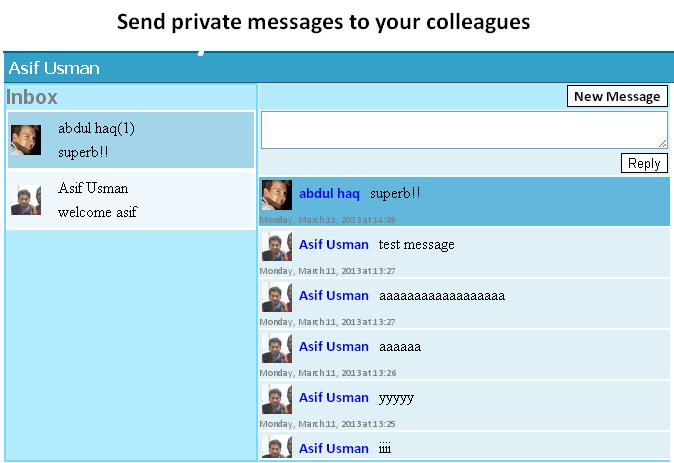 Send private messages to your colleagues
Asif Usman
Inbox
abdul haq(1)
superb!!
Asif Usman
welcome asif
New Message
Reply
abdul haq superb!!
Monday, March 11, 2013 at 14:49
Asif Usman test message
Monday, March 11, 2013 at 13:27
Asif Usman aaaaaaaaaaaaaaaaaa
Monday, March 11, 2013 at 13:27
Asif Usman aaaaaa
Monday, March 11, 2013 at 13:26
Asif Usman yyyyy
Monday, March 11, 2013 at 13:25
Asif Usman iiii